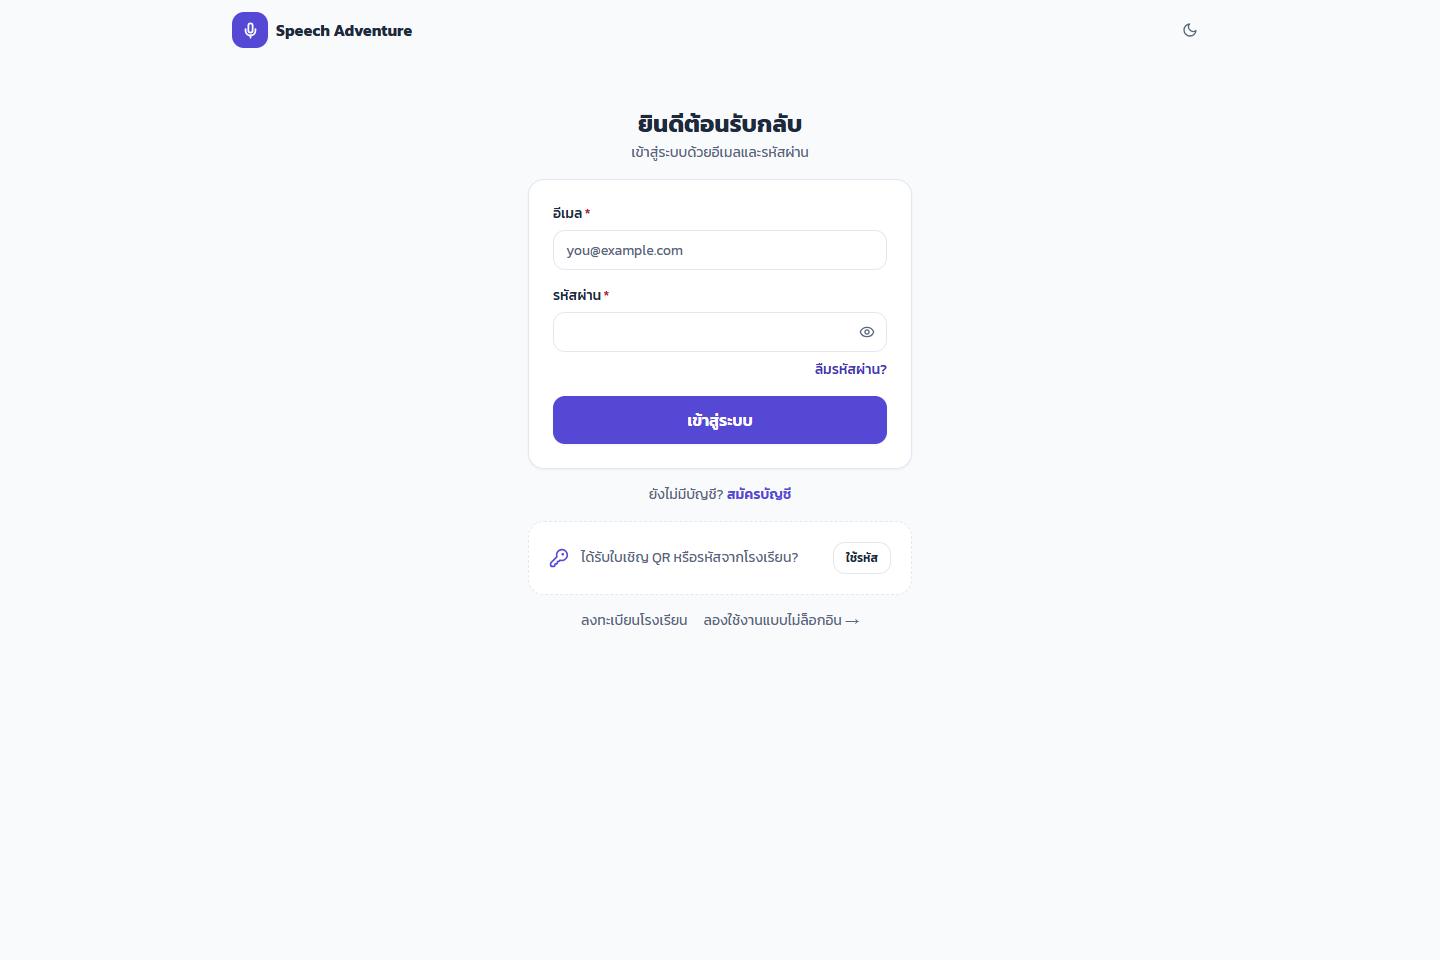 Speech Adventure
ยินดีต้อนรับกลับ
เข้าสู่ระบบด้วยอีเมลและรหัสผ่าน
อีเมล *
you@example.com
รหัสผ่าน *
ลืมรหัสผ่าน?
เข้าสู่ระบบ
ยังไม่มีบัญชี? สมัครบัญชี
ได้รับใบเชิญ QR หรือรหัสจากโรงเรียน? ใช้รหัส
ลงทะเบียนโรงเรียน ลองใช้งานแบบไม่ล็อกอิน →